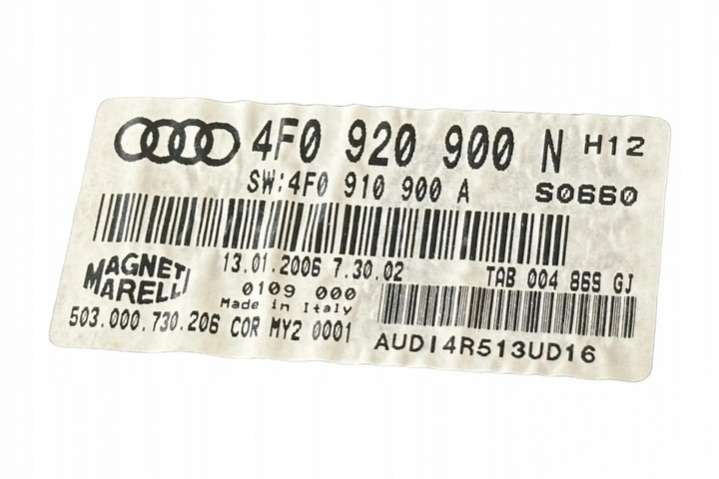 4F0 920 900 N H12
SW:4F0 910 900 A S0660
13.01.2006 7.30.02 TAB 004 869 GJ
MAGNETI MARELLI
0109 000
Made in Italy
503.000.730.206 COR MY2 0001
AUDI4R513UD16